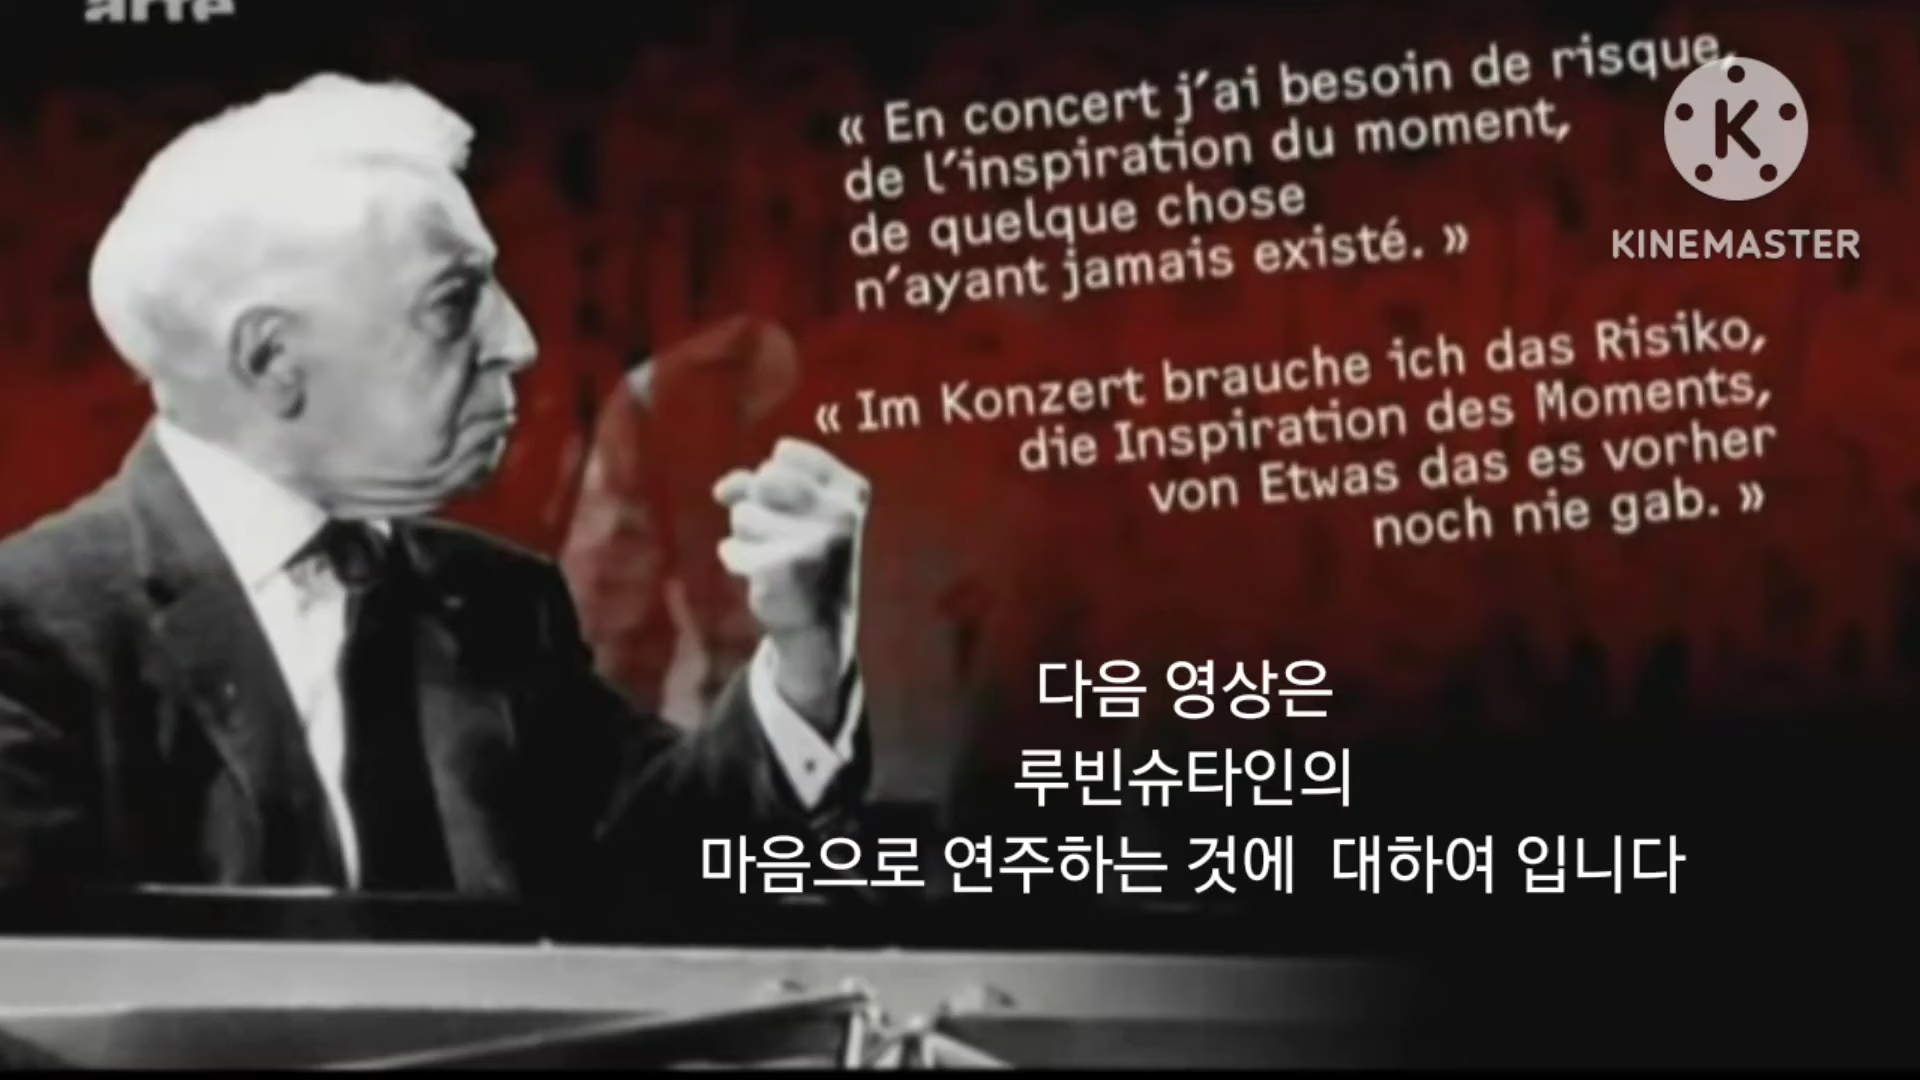 arte
« En concert j'ai besoin de risque,
de l'inspiration du moment,
de quelque chose
n'ayant jamais existé. »
K
KINEMASTER
« Im Konzert brauche ich das Risiko,
die Inspiration des Moments,
von Etwas das es vorher
noch nie gab. »
다음 영상은
루빈슈타인의
마음으로 연주하는 것에 대하여 입니다